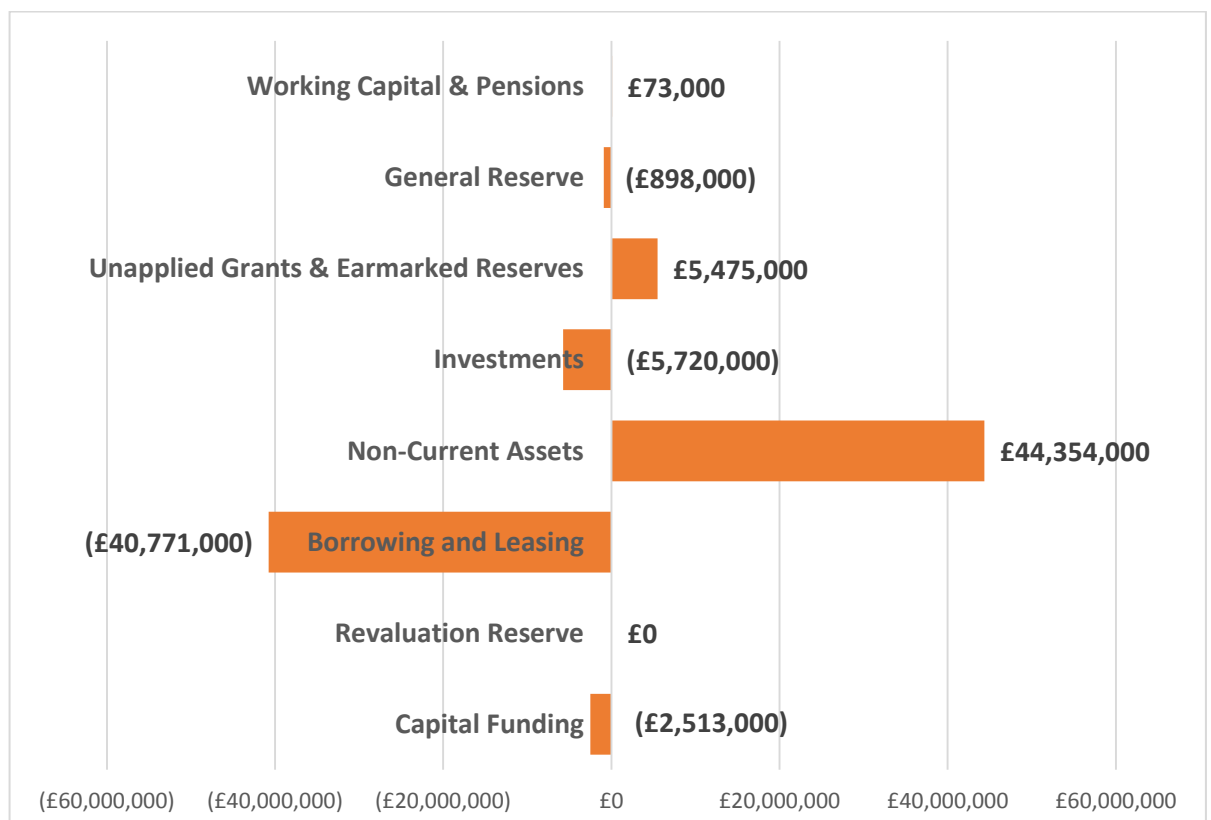 Working Capital & Pensions £73,000
General Reserve (£898,000)
Unapplied Grants & Earmarked Reserves £5,475,000
Investments (£5,720,000)
Non-Current Assets £44,354,000
(£40,771,000) Borrowing and Leasing
Revaluation Reserve £0
Capital Funding (£2,513,000)
(£60,000,000) (£40,000,000) (£20,000,000) £0 £20,000,000 £40,000,000 £60,000,000